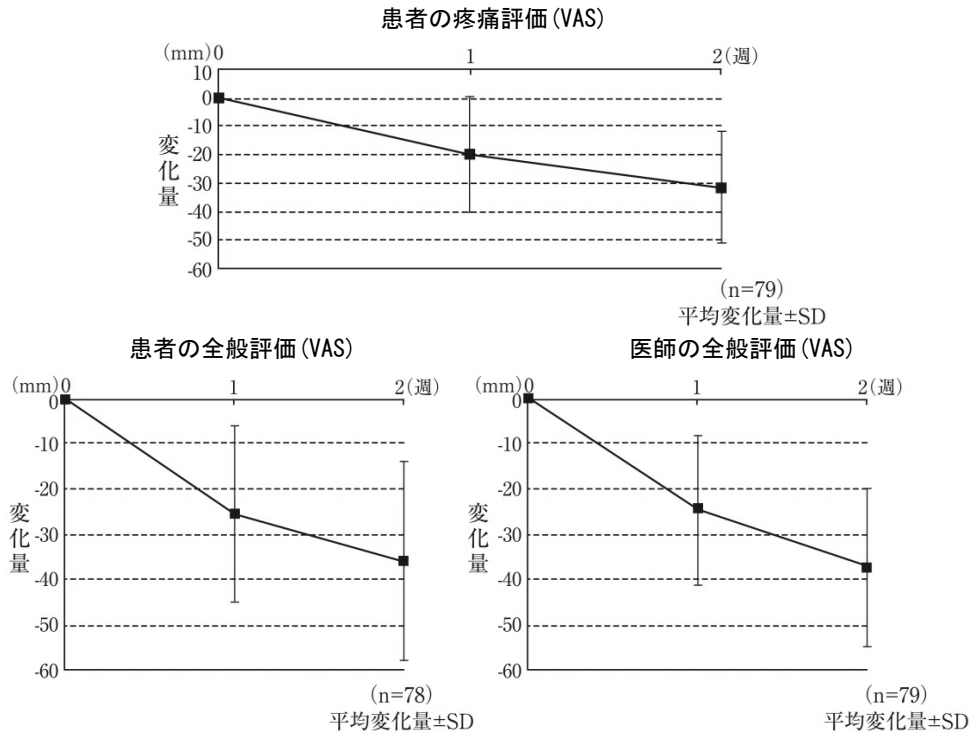 患者の疼痛評価(VAS)
(mm)0 1 2(週)
10
0
-10
-20
-30
-40
-50
-60
変化量
(n=79)
平均変化量±SD
患者の全般評価(VAS)
(mm)0 1 2(週)
0
-10
-20
-30
-40
-50
-60
変化量
(n=78)
平均変化量±SD
医師の全般評価(VAS)
(mm)0 1 2(週)
0
-10
-20
-30
-40
-50
-60
変化量
(n=79)
平均変化量±SD